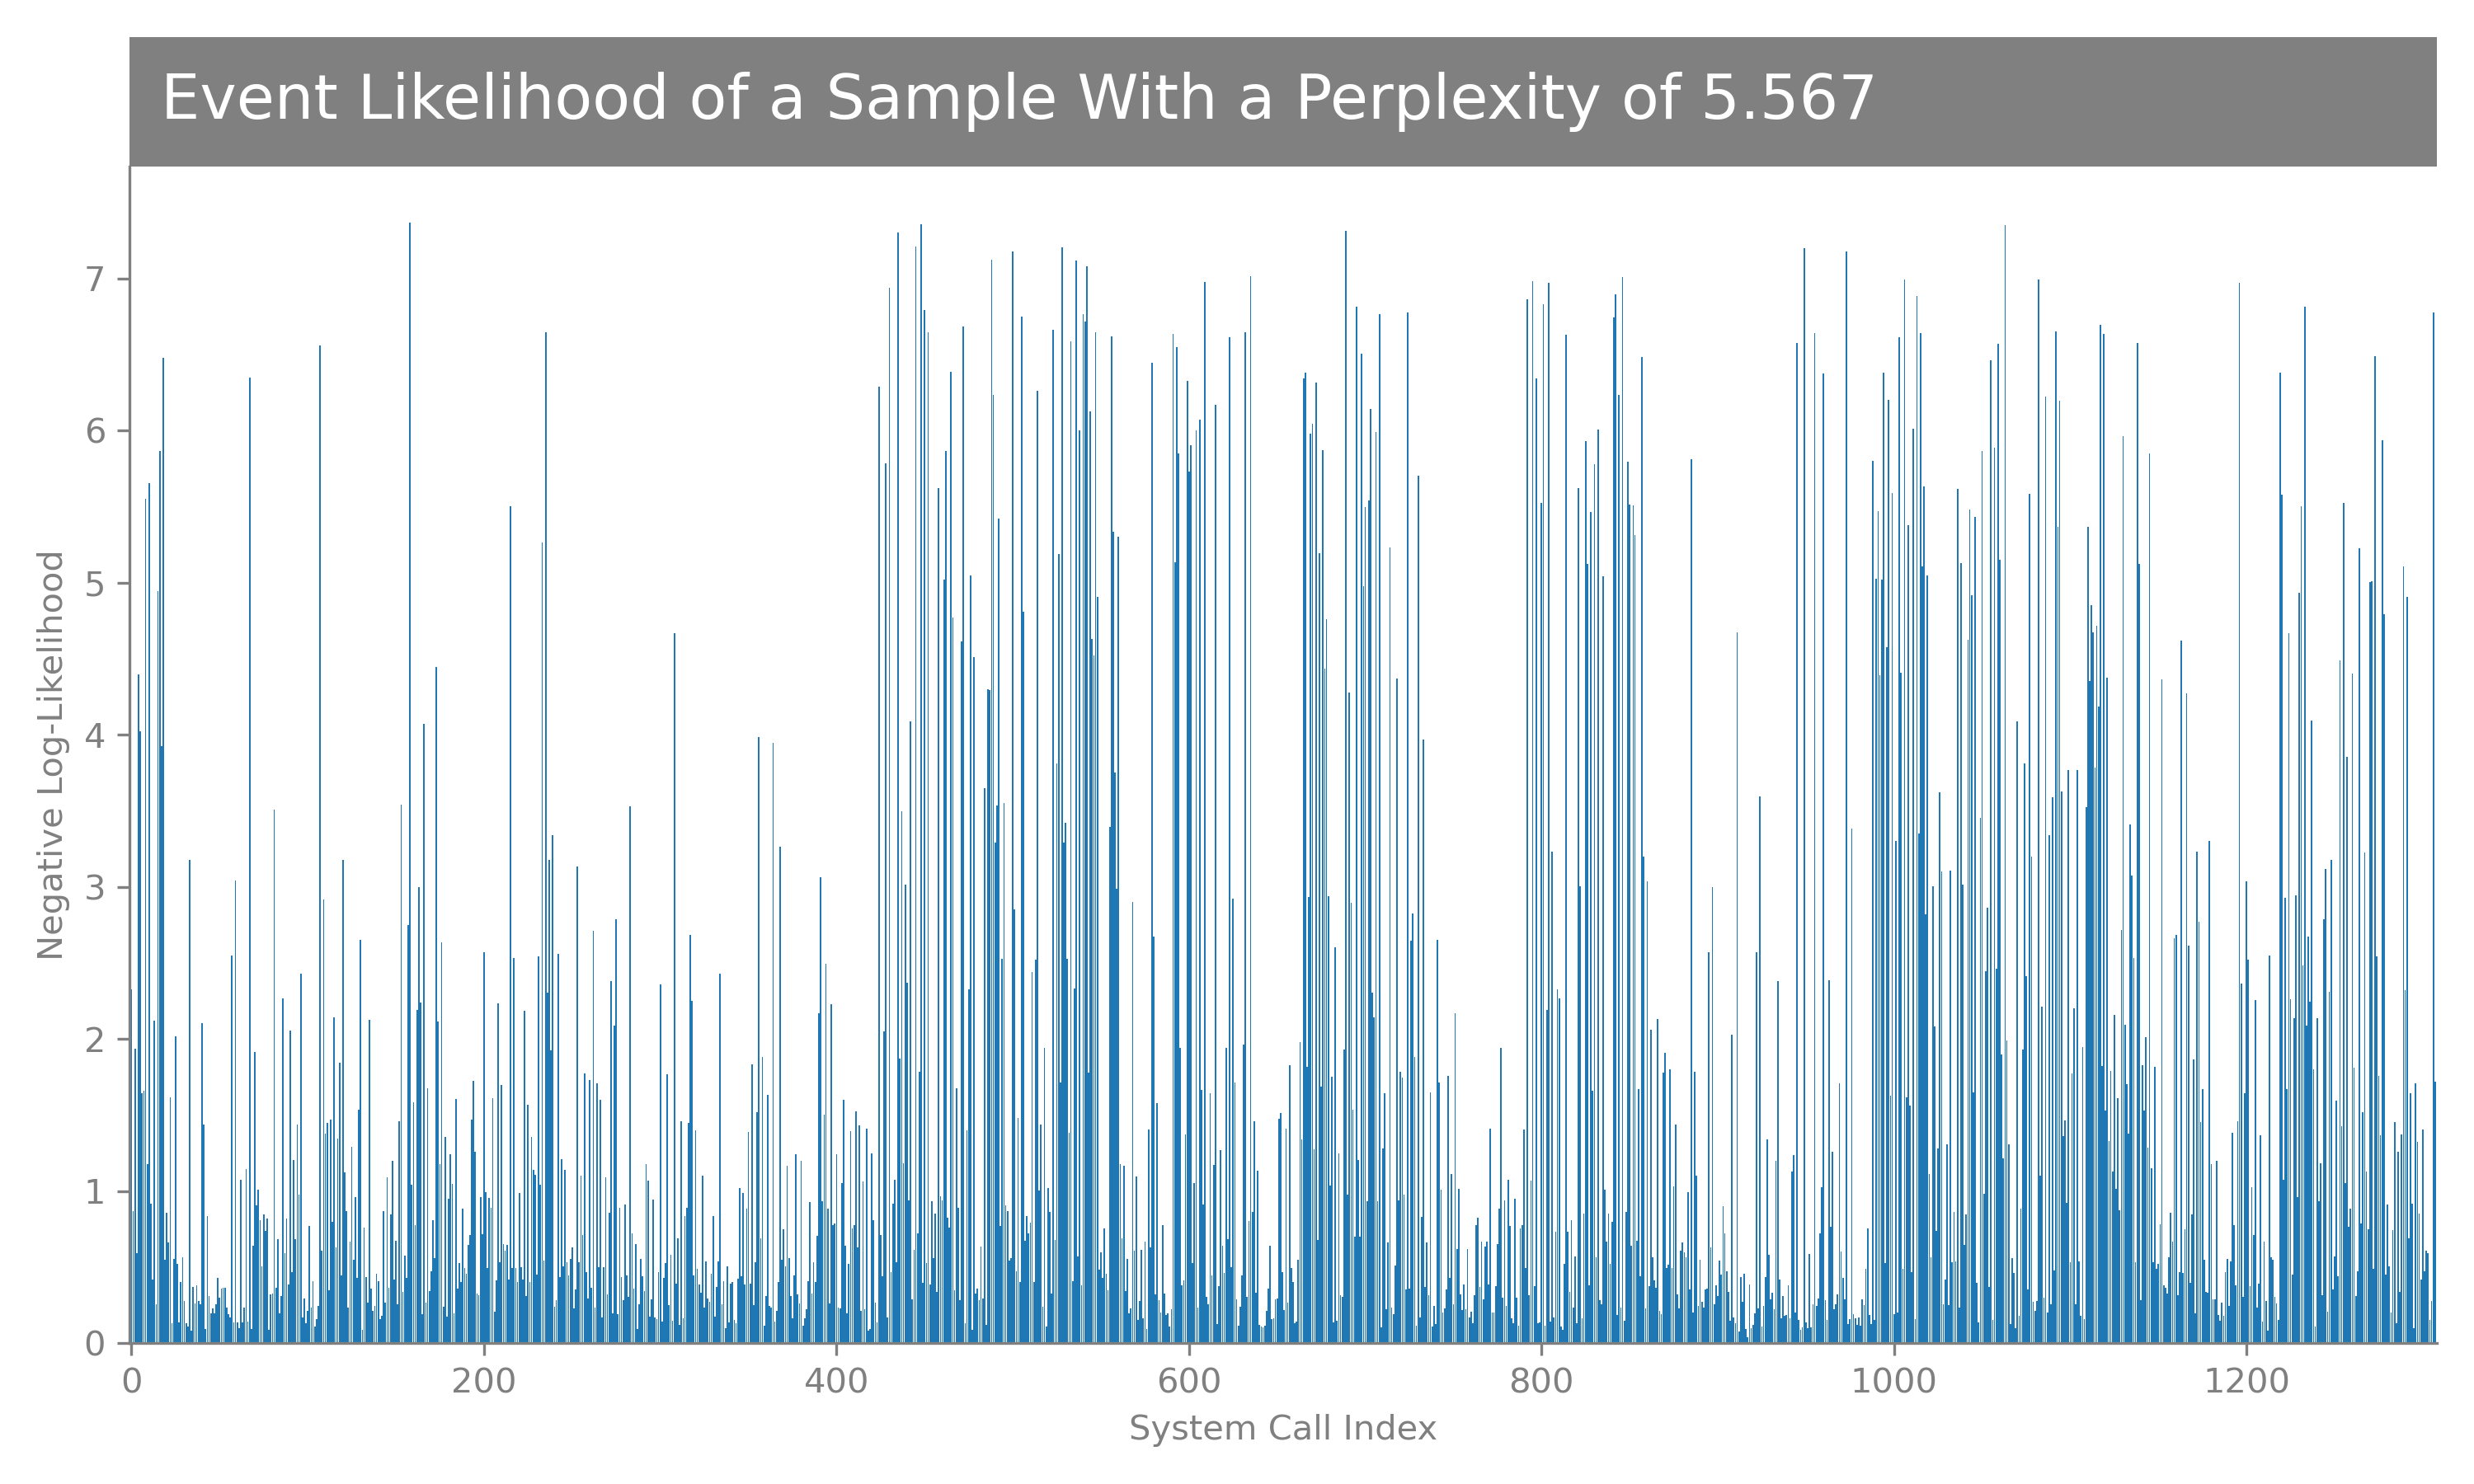 Event Likelihood of a Sample With a Perplexity of 5.567
7
6
5
4
3
2
1
0
Negative Log-Likelihood
0 200 400 600 800 1000 1200
System Call Index